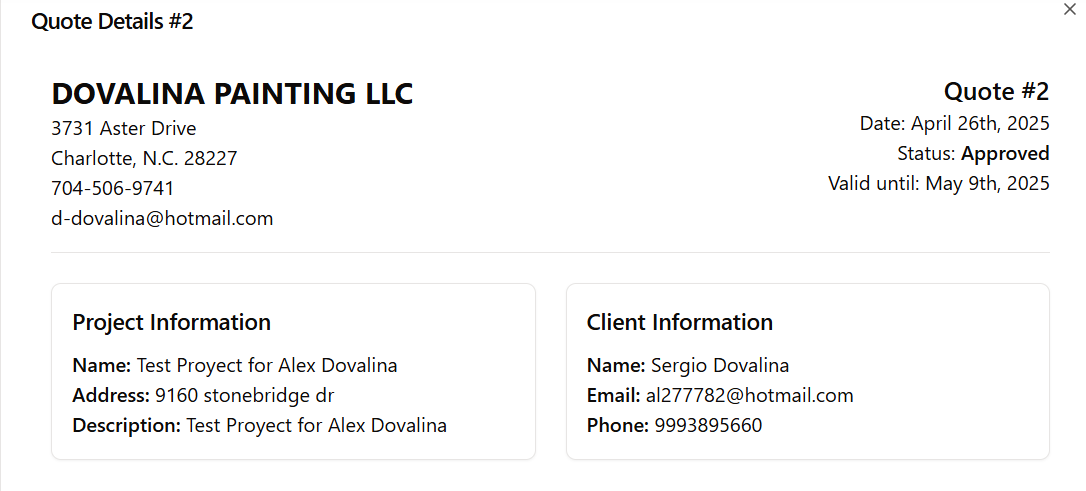 Quote Details #2
DOVALINA PAINTING LLC
3731 Aster Drive
Charlotte, N.C. 28227
704-506-9741
d-dovalina@hotmail.com
Quote #2
Date: April 26th, 2025
Status: Approved
Valid until: May 9th, 2025
Project Information
Name: Test Proyect for Alex Dovalina
Address: 9160 stonebridge dr
Description: Test Proyect for Alex Dovalina
Client Information
Name: Sergio Dovalina
Email: al277782@hotmail.com
Phone: 9993895660